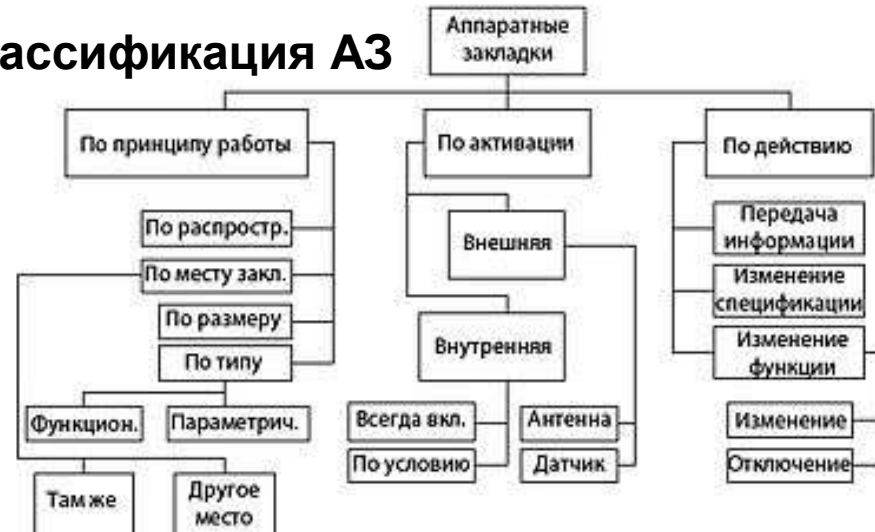 ассификация АЗ
Аппаратные
закладки
По принципу работы
По активации
По действию
По распростр.
По месту закл.
По размеру
По типу
Функцион.
Параметрич.
Там же
Другое
место
Внешняя
Внутренняя
Всегда вкл.
По условию
Антенна
Датчик
Передача
информации
Изменение
спецификации
Изменение
функции
Изменение
Отключение